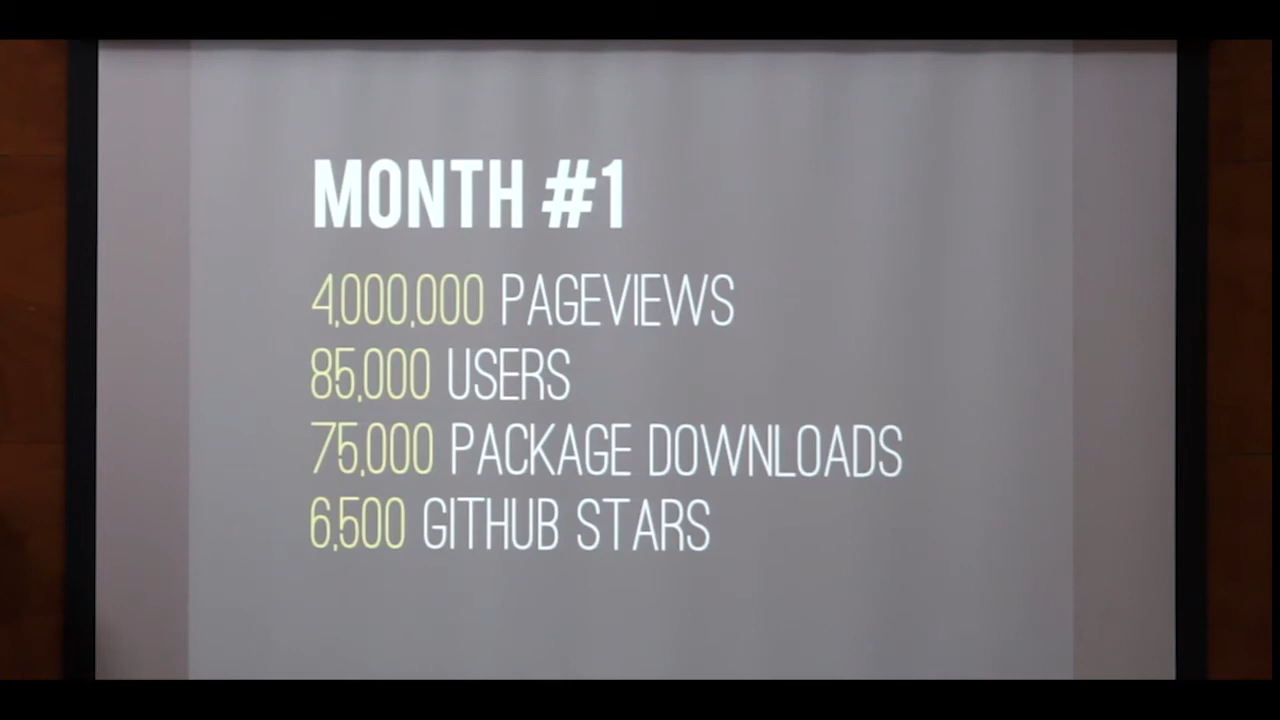 MONTH #1
4,000,000 PAGEVIEWS
85,000 USERS
75,000 PACKAGE DOWNLOADS
6,500 GITHUB STARS